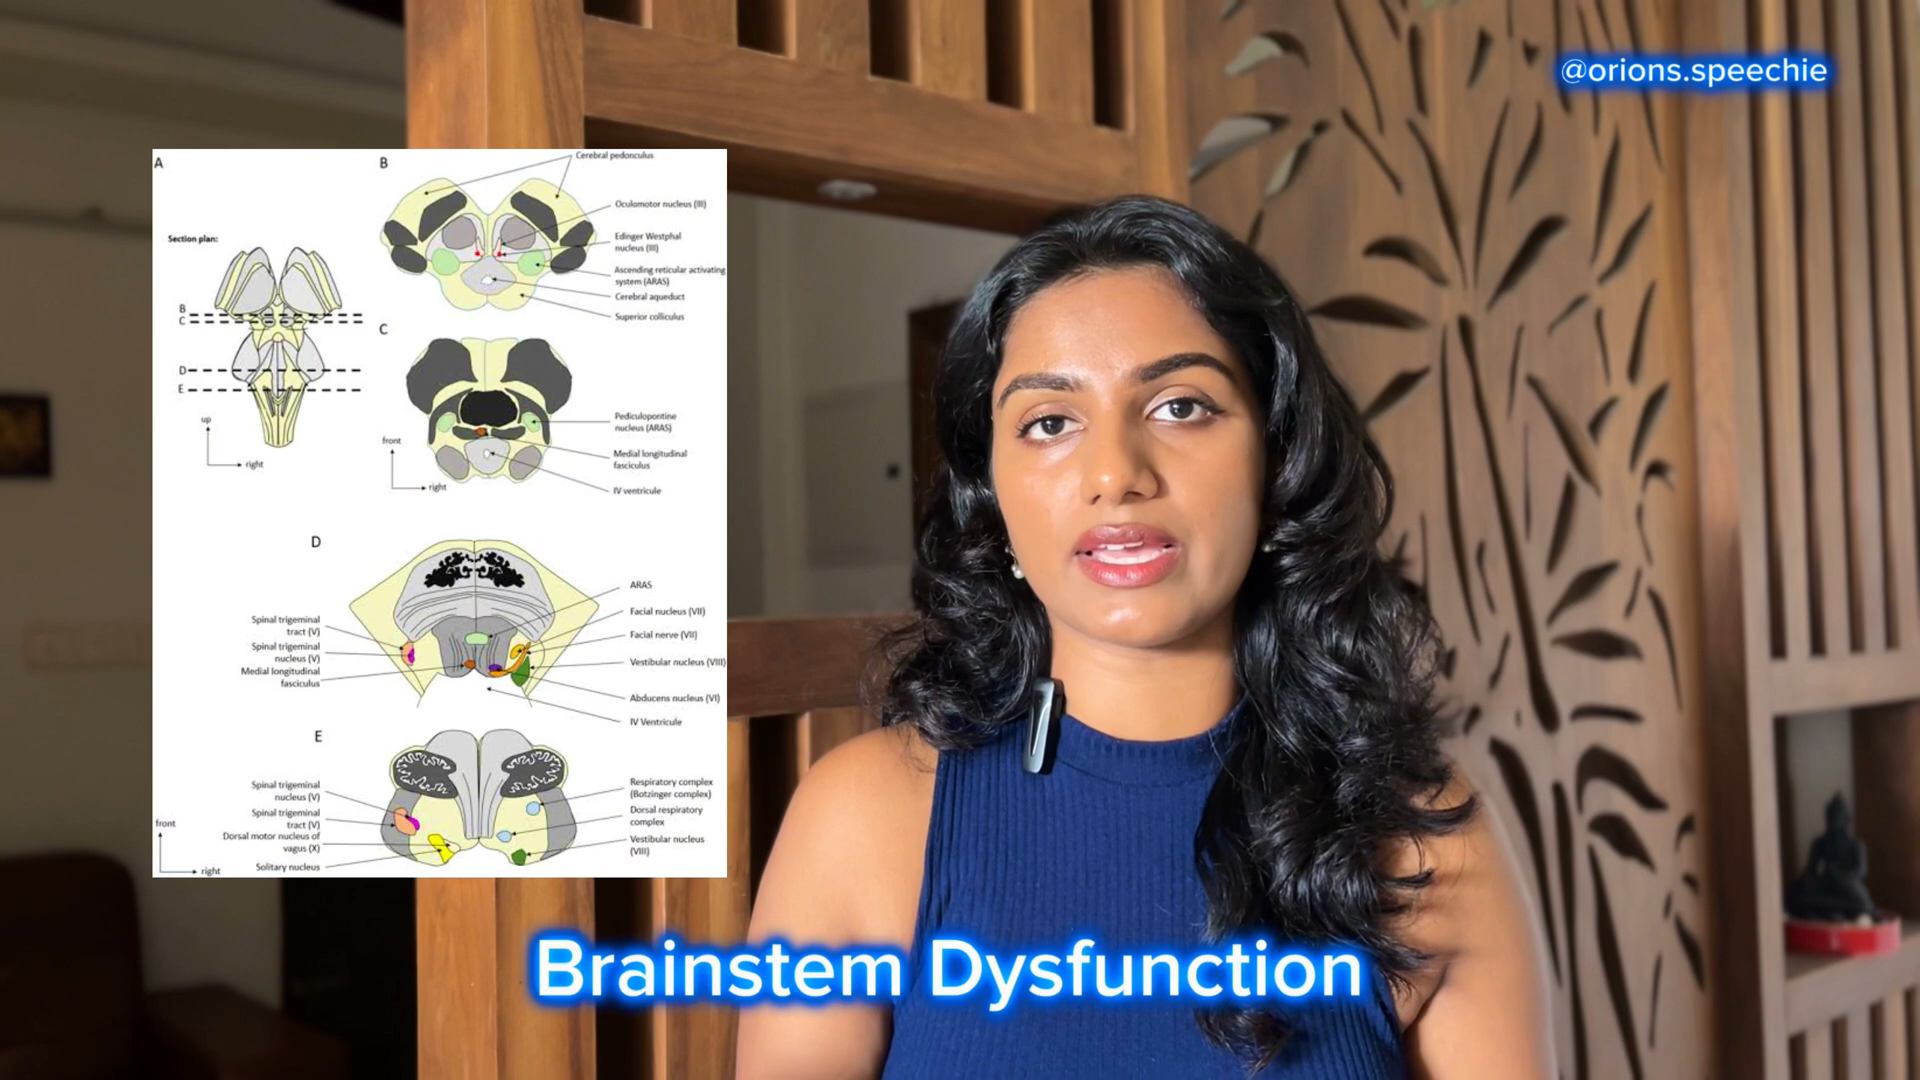 @orions.speechie
A
B
Cerebral pedonculus
Oculomotor nucleus (III)
Section plan:
Edinger Westphal
nucleus (III)
Ascending reticular activating
system (ARAS)
Cerebral aqueduct
Superior colliculus
B
C
D
E
up
right
C
Pediculopontine
nucleus (ARAS)
front
Medial longitudinal
fasciculus
right
IV ventricule
D
ARAS
Facial nucleus (VII)
Facial nerve (VII)
Vestibular nucleus (VIII)
Abducens nucleus (VI)
IV Ventricule
Spinal trigeminal
tract (V)
Spinal trigeminal
nucleus (V)
Medial longitudinal
fasciculus
E
Spinal trigeminal
nucleus (V)
Spinal trigeminal
tract (V)
Dorsal motor nucleus of
vagus (X)
Solitary nucleus
Respiratory complex
(Botzinger complex)
Dorsal respiratory
complex
Vestibular nucleus
(VIII)
front
right
Brainstem Dysfunction